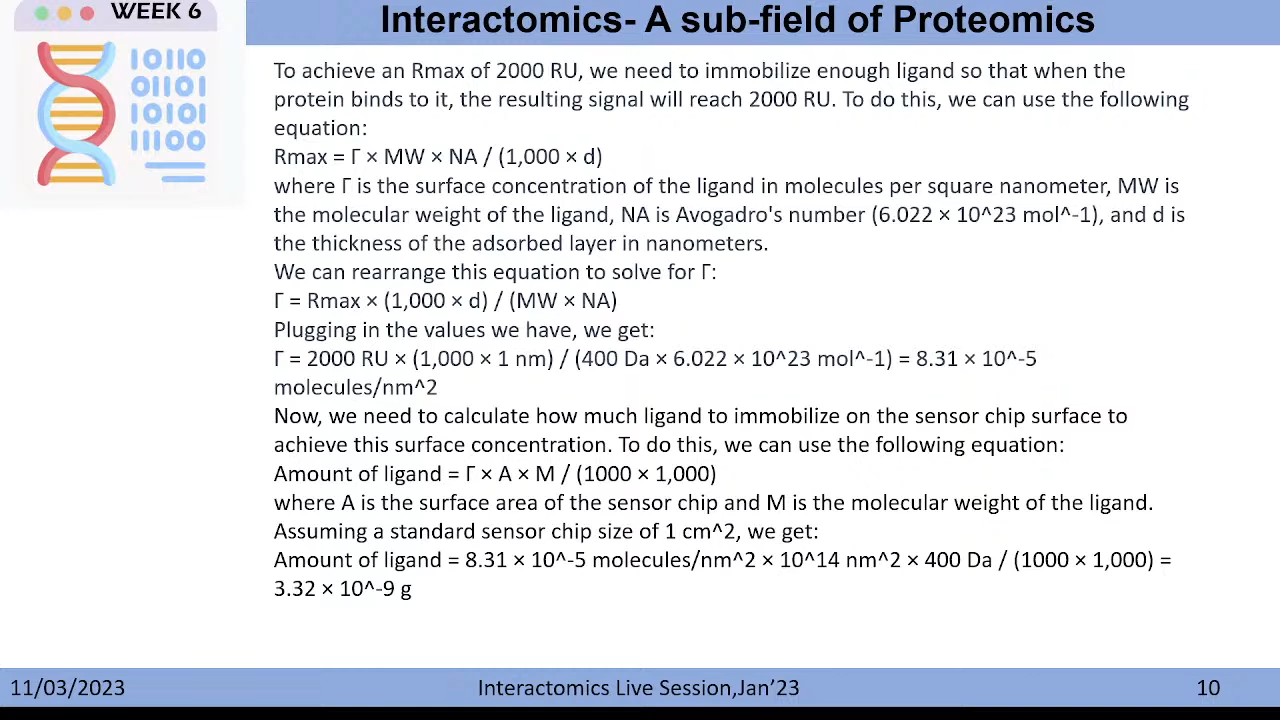 WEEK 6
Interactomics- A sub-field of Proteomics
10110
01101
10101
11100
To achieve an Rmax of 2000 RU, we need to immobilize enough ligand so that when the
protein binds to it, the resulting signal will reach 2000 RU. To do this, we can use the following
equation:
Rmax = Γ × MW × NA / (1,000 × d)
where Γ is the surface concentration of the ligand in molecules per square nanometer, MW is
the molecular weight of the ligand, NA is Avogadro's number (6.022 × 10^23 mol^-1), and d is
the thickness of the adsorbed layer in nanometers.
We can rearrange this equation to solve for Γ:
Γ = Rmax × (1,000 × d) / (MW × NA)
Plugging in the values we have, we get:
Γ = 2000 RU × (1,000 × 1 nm) / (400 Da × 6.022 × 10^23 mol^-1) = 8.31 × 10^-5
molecules/nm^2
Now, we need to calculate how much ligand to immobilize on the sensor chip surface to
achieve this surface concentration. To do this, we can use the following equation:
Amount of ligand = Γ × A × M / (1000 × 1,000)
where A is the surface area of the sensor chip and M is the molecular weight of the ligand.
Assuming a standard sensor chip size of 1 cm^2, we get:
Amount of ligand = 8.31 × 10^-5 molecules/nm^2 × 10^14 nm^2 × 400 Da / (1000 × 1,000) =
3.32 × 10^-9 g
11/03/2023
Interactomics Live Session,Jan’23
10